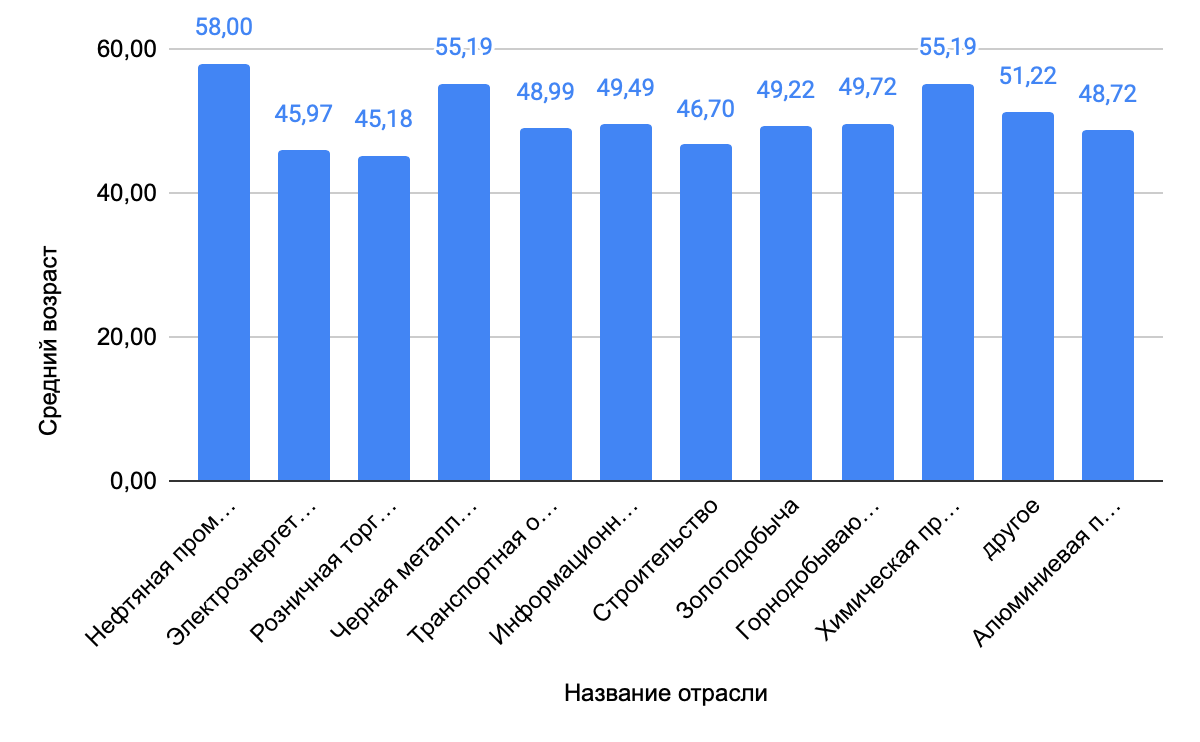 58,00
45,97
45,18
55,19
48,99
49,49
46,70
49,22
49,72
55,19
51,22
48,72
60,00
40,00
20,00
0,00
Средний возраст
Нефтяная пром…
Электроэнергет…
Розничная торг…
Черная металл…
Транспортная о…
Информационн…
Строительство
Золотодобыча
Горнодобываю…
Химическая пр…
другое
Алюминиевая п…
Название отрасли